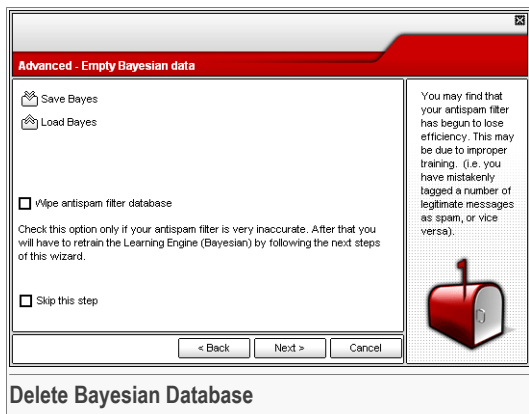 Advanced - Empty Bayesian data
Save Bayes
Load Bayes
Wipe antispam filter database
Check this option only if your antispam filter is very inaccurate. After that you
will have to retrain the Learning Engine (Bayesian) by following the next steps
of this wizard.
Skip this step
You may find that
your antispam filter
has begun to lose
efficiency. This may
be due to improper
training. (i.e. you
have mistakenly
tagged a number of
legitimate messages
as spam, or vice
versa).
< Back
Next >
Cancel
Delete Bayesian Database